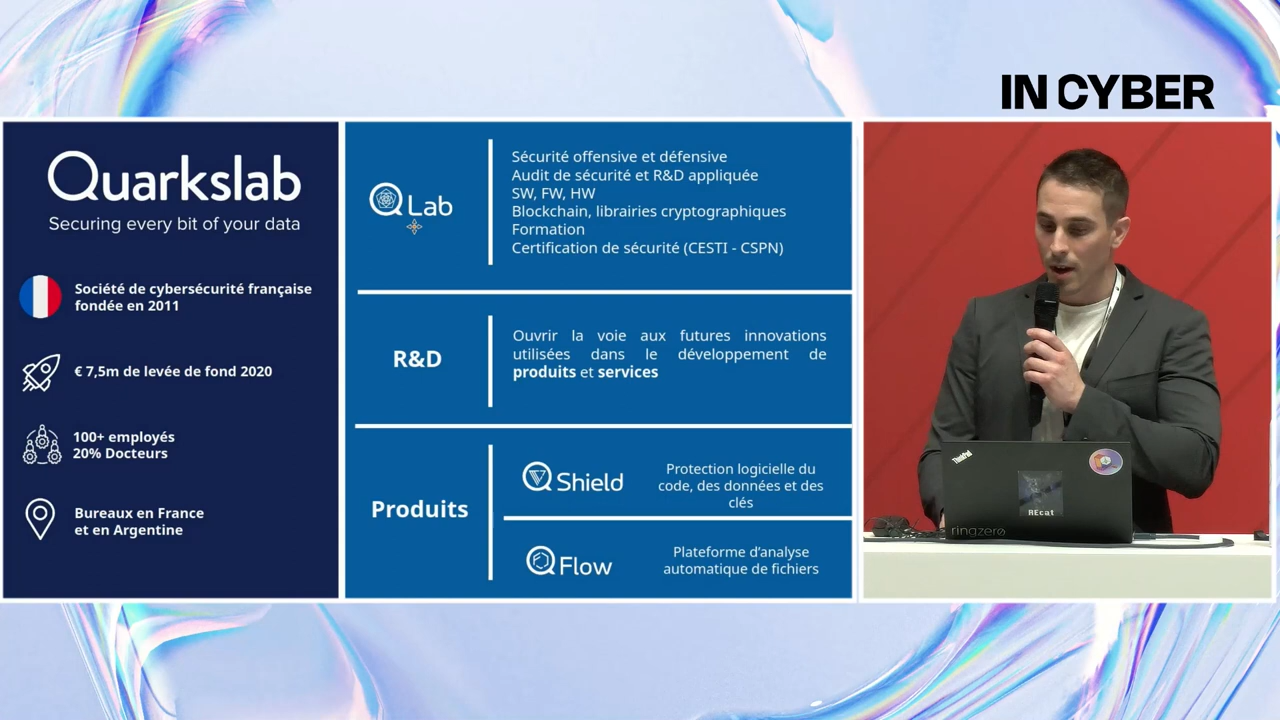 IN CYBER
Quarkslab
Securing every bit of your data
Société de cybersécurité française
fondée en 2011
€ 7,5m de levée de fond 2020
100+ employés
20% Docteurs
Bureaux en France
et en Argentine
QLab
Sécurité offensive et défensive
Audit de sécurité et R&D appliquée
SW, FW, HW
Blockchain, librairies cryptographiques
Formation
Certification de sécurité (CESTI - CSPN)
R&D
Ouvrir la voie aux futures innovations
utilisées dans le développement de
produits et services
Produits
QShield
Protection logicielle du
code, des données et des
clés
QFlow
Plateforme d'analyse
automatique de fichiers
ThinkPad
REcat
ringzerø